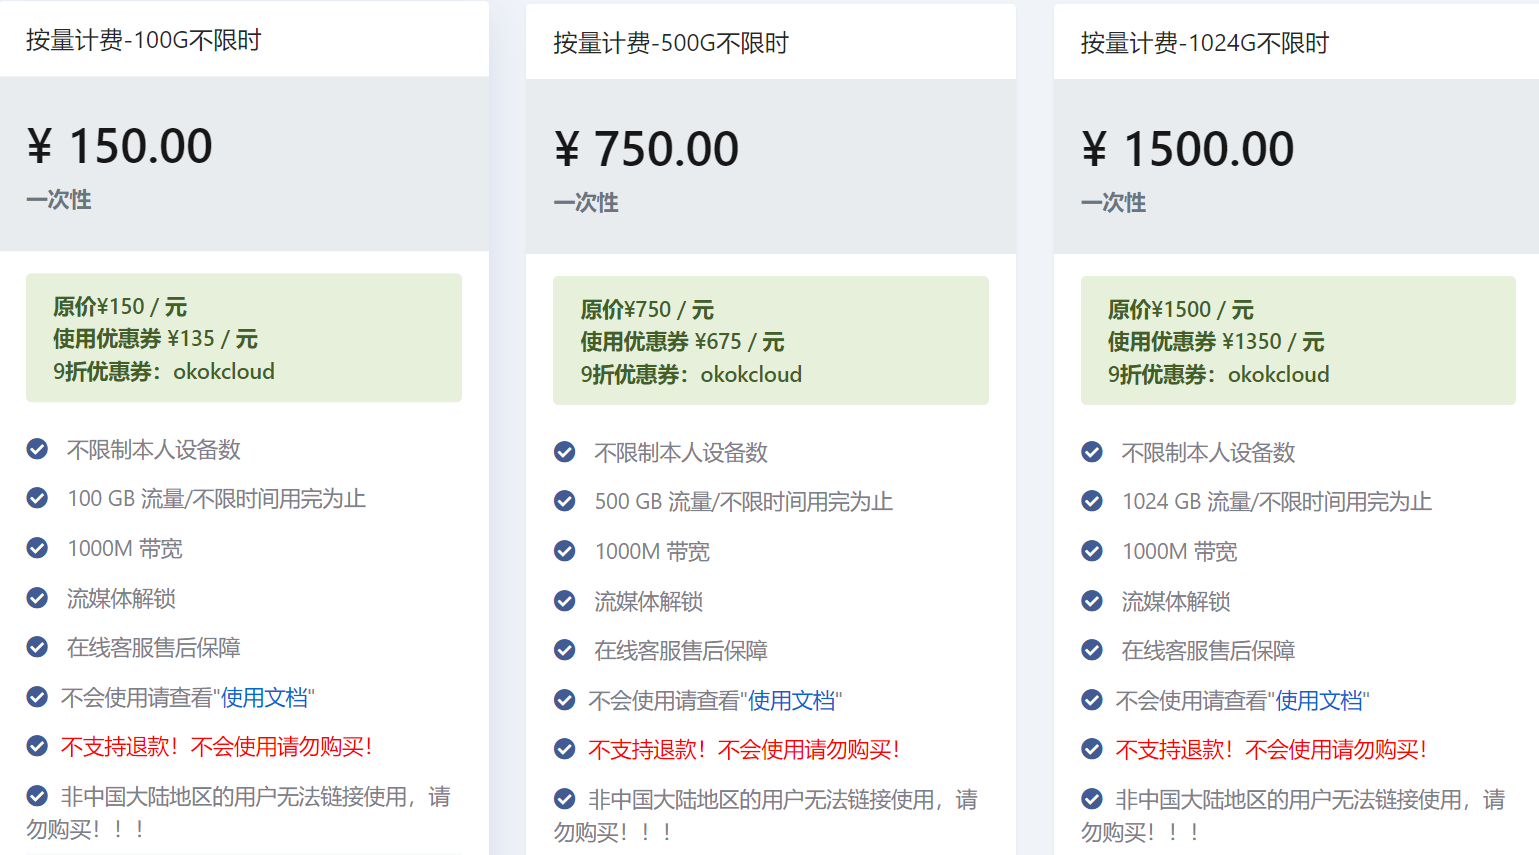 按量计费-100G不限时
¥ 150.00
一次性
原价¥150 / 元
使用优惠券 ¥135 / 元
9折优惠券：okokcloud
不限制本人设备数
100 GB 流量/不限时间用完为止
1000M 带宽
流媒体解锁
在线客服售后保障
不会使用请查看"使用文档"
不支持退款！不会使用请勿购买！
非中国大陆地区的用户无法链接使用，请
勿购买！！！
按量计费-500G不限时
¥ 750.00
一次性
原价¥750 / 元
使用优惠券 ¥675 / 元
9折优惠券：okokcloud
不限制本人设备数
500 GB 流量/不限时间用完为止
1000M 带宽
流媒体解锁
在线客服售后保障
不会使用请查看"使用文档"
不支持退款！不会使用请勿购买！
非中国大陆地区的用户无法链接使用，请
勿购买！！！
按量计费-1024G不限时
¥ 1500.00
一次性
原价¥1500 / 元
使用优惠券 ¥1350 / 元
9折优惠券：okokcloud
不限制本人设备数
1024 GB 流量/不限时间用完为止
1000M 带宽
流媒体解锁
在线客服售后保障
不会使用请查看"使用文档"
不支持退款！不会使用请勿购买！
非中国大陆地区的用户无法链接使用，请
勿购买！！！